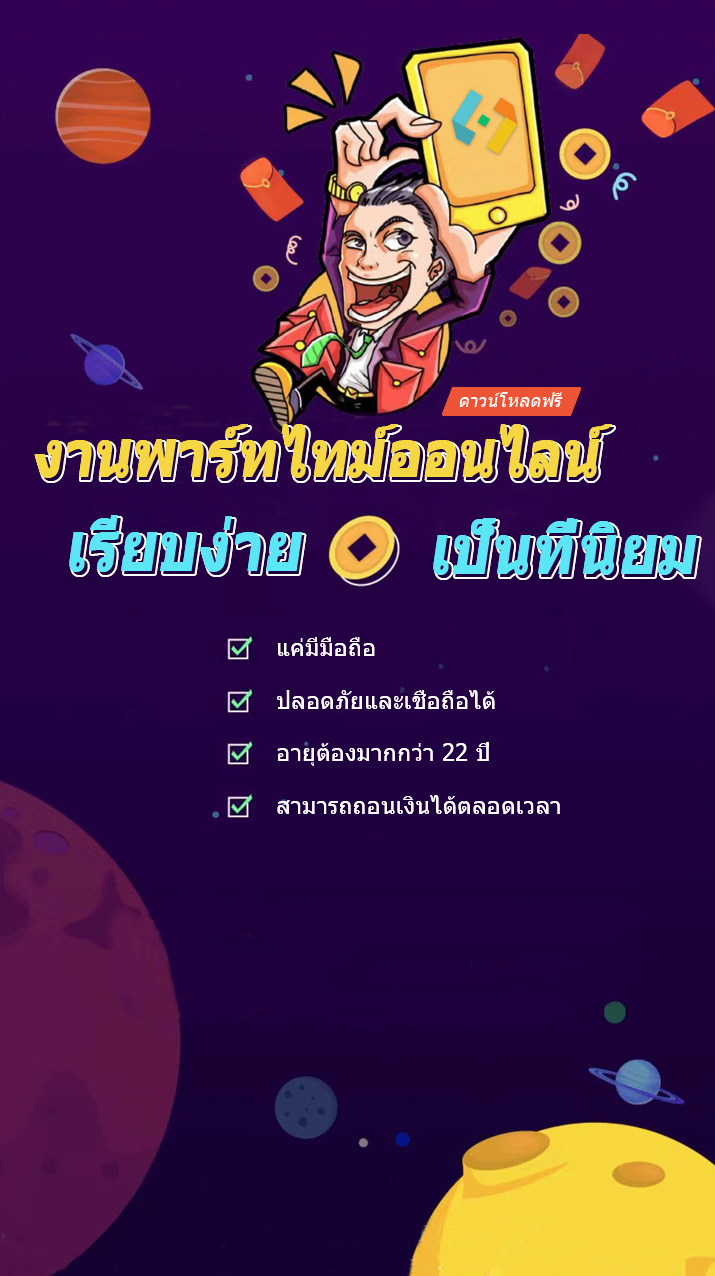 ดาวน์โหลดฟรี
งานพาร์ทไทม์ออนไลน์
เรียบง่าย เป็นที่นิยม
แค่มีมือถือ
ปลอดภัยและเชื่อถือได้
อายุต้องมากกว่า 22 ปี
สามารถถอนเงินได้ตลอดเวลา